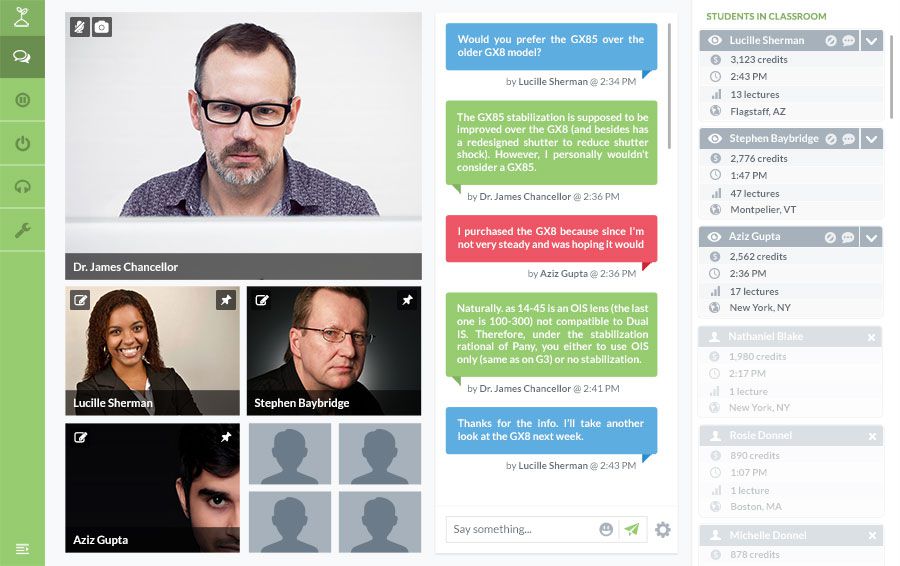 Dr. James Chancellor
Lucille Sherman
Stephen Baybridge
Aziz Gupta
Would you prefer the GX85 over the
older GX8 model?
by Lucille Sherman @ 2:34 PM
The GX85 stabilization is supposed to be
improved over the GX8 (and besides has
a redesigned shutter to reduce shutter
shock). However, I personally wouldn't
consider a GX85.
by Dr. James Chancellor @ 2:36 PM
I purchased the GX8 because since I'm
not very steady and was hoping it would
by Aziz Gupta @ 2:36 PM
Naturally. as 14-45 is an OIS lens (the last
one is 100-300) not compatible to Dual
IS. Therefore, under the stabilization
rational of Pany, you either to use OIS
only (same as on G3) or no stabilization.
by Dr. James Chancellor @ 2:41 PM
Thanks for the info. I'll take another
look at the GX8 next week.
by Lucille Sherman @ 2:43 PM
Say something...
STUDENTS IN CLASSROOM
Lucille Sherman
3,123 credits
2:43 PM
13 lectures
Flagstaff, AZ
Stephen Baybridge
2,776 credits
1:47 PM
47 lectures
Montpelier, VT
Aziz Gupta
2,562 credits
2:36 PM
17 lectures
New York, NY
Nathaniel Blake
1,980 credits
2:17 PM
1 lecture
New York, NY
Rosie Donnel
890 credits
1:07 PM
1 lecture
Boston, MA
Michelle Donnel
878 credits